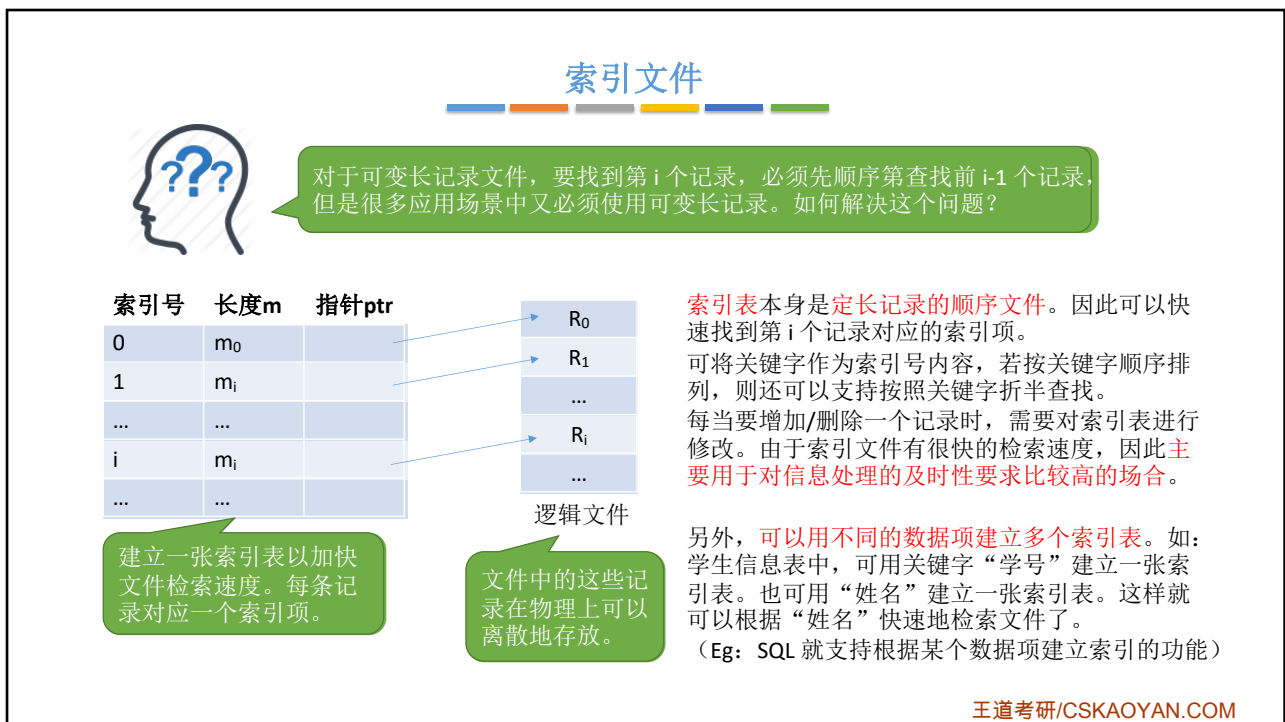 索引文件
???
对于可变长记录文件，要找到第 i 个记录，必须先顺序第查找前 i-1 个记录，
但是很多应用场景中又必须使用可变长记录。如何解决这个问题？
索引号 长度m 指针ptr
0 m₀
1 mᵢ
... ...
i mᵢ
... ...
R₀
R₁
...
Rᵢ
...
逻辑文件
建立一张索引表以加快
文件检索速度。每条记
录对应一个索引项。
文件中的这些记
录在物理上可以
离散地存放。
索引表本身是定长记录的顺序文件。因此可以快
速找到第 i 个记录对应的索引项。
可将关键字作为索引号内容，若按关键字顺序排
列，则还可以支持按照关键字折半查找。
每当要增加/删除一个记录时，需要对索引表进行
修改。由于索引文件有很快的检索速度，因此主
要用于对信息处理的及时性要求比较高的场合。
另外，可以用不同的数据项建立多个索引表。如：
学生信息表中，可用关键字“学号”建立一张索
引表。也可用“姓名”建立一张索引表。这样就
可以根据“姓名”快速地检索文件了。
（Eg：SQL 就支持根据某个数据项建立索引的功能）
王道考研/CSKAOYAN.COM